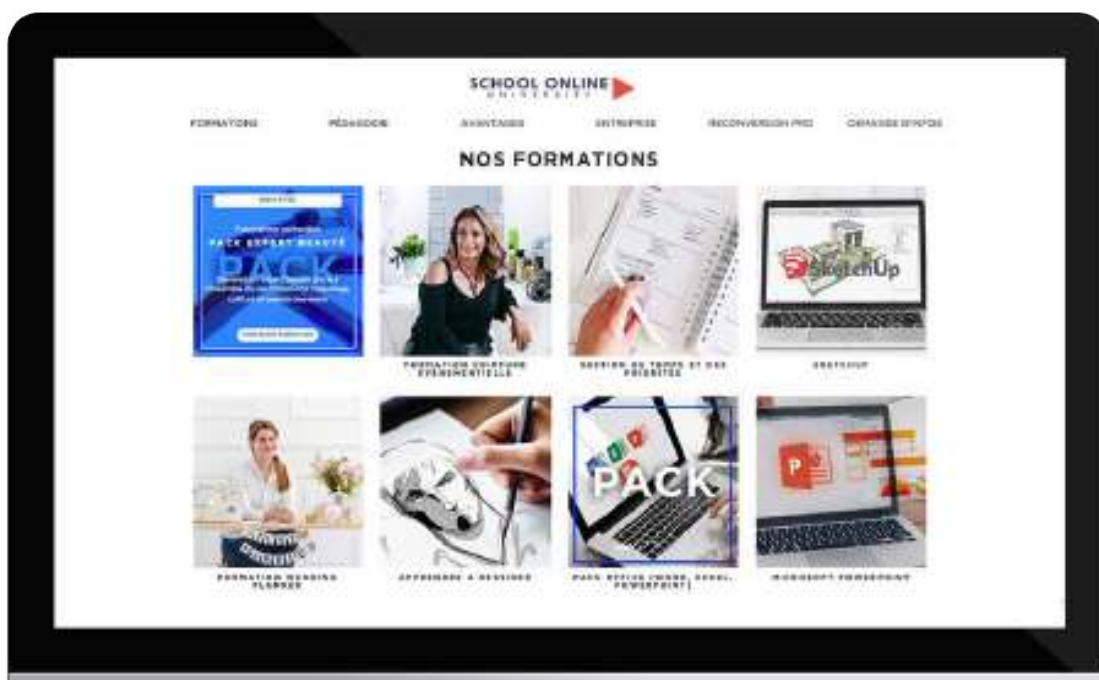 SCHOOL ONLINE
UNIVERSITY
FORMATIONS
PÉDAGOGIE
AVANTAGES
ENTREPRISE
RECONVERSION PRO
DEMANDE D'INFOS
NOS FORMATIONS
PACK EXPERT BEAUTÉ
PACK
SketchUp
FORMATION COIFFURE
ÉVÉNEMENTIELLE
GESTION DU TEMPS ET DES
PRIORITÉS
SKETCHUP
PACK
P
FORMATION WEDDING
PLANNER
APPRENDRE A DESSINER
PACK OFFICE (WORD, EXCEL,
POWERPOINT)
MICROSOFT POWERPOINT